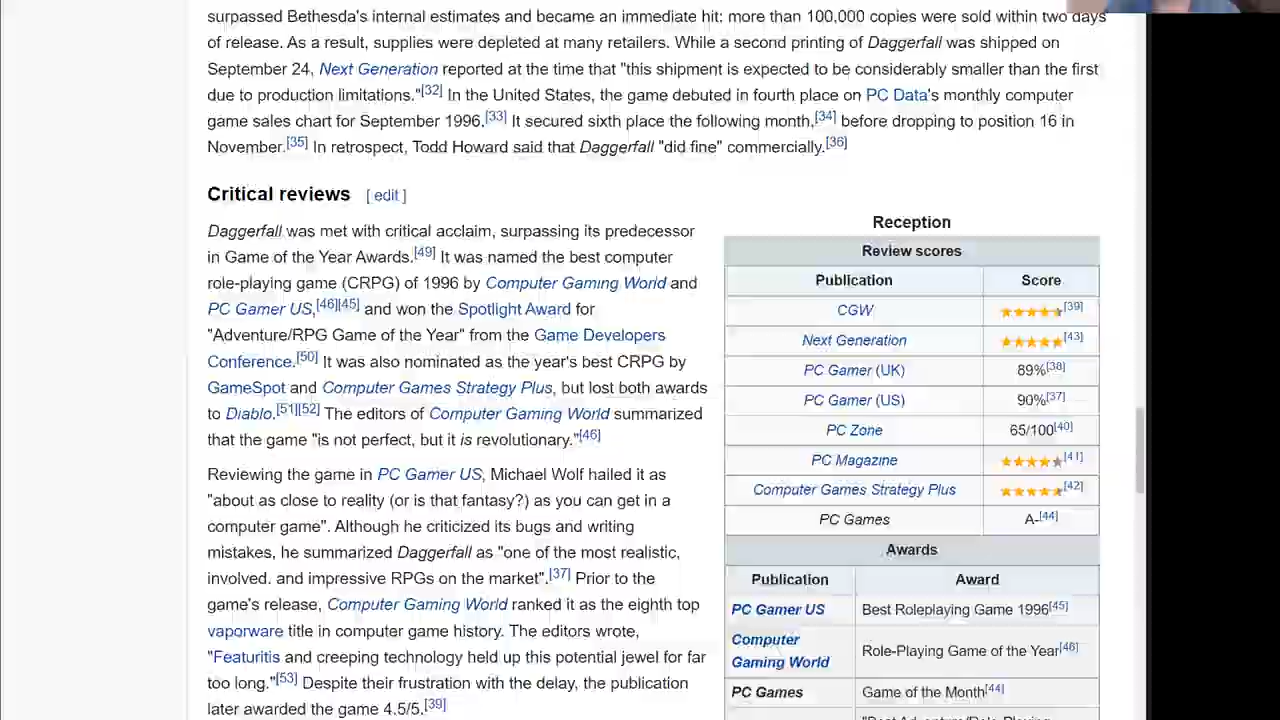 surpassed Bethesda's internal estimates and became an immediate hit: more than 100,000 copies were sold within two days
of release. As a result, supplies were depleted at many retailers. While a second printing of Daggerfall was shipped on
September 24, Next Generation reported at the time that "this shipment is expected to be considerably smaller than the first
due to production limitations."[32] In the United States, the game debuted in fourth place on PC Data's monthly computer
game sales chart for September 1996.[33] It secured sixth place the following month,[34] before dropping to position 16 in
November.[35] In retrospect, Todd Howard said that Daggerfall "did fine" commercially.[36]
Critical reviews [ edit ]
Daggerfall was met with critical acclaim, surpassing its predecessor
in Game of the Year Awards.[49] It was named the best computer
role-playing game (CRPG) of 1996 by Computer Gaming World and
PC Gamer US,[46][45] and won the Spotlight Award for
"Adventure/RPG Game of the Year" from the Game Developers
Conference.[50] It was also nominated as the year's best CRPG by
GameSpot and Computer Games Strategy Plus, but lost both awards
to Diablo.[51][52] The editors of Computer Gaming World summarized
that the game "is not perfect, but it is revolutionary."[46]
Reviewing the game in PC Gamer US, Michael Wolf hailed it as
"about as close to reality (or is that fantasy?) as you can get in a
computer game". Although he criticized its bugs and writing
mistakes, he summarized Daggerfall as "one of the most realistic,
involved. and impressive RPGs on the market".[37] Prior to the
game's release, Computer Gaming World ranked it as the eighth top
vaporware title in computer game history. The editors wrote,
"Featuritis and creeping technology held up this potential jewel for far
too long."[53] Despite their frustration with the delay, the publication
later awarded the game 4.5/5.[39]
Reception
Review scores
Publication Score
CGW [39]
Next Generation [43]
PC Gamer (UK) 89%[38]
PC Gamer (US) 90%[37]
PC Zone 65/100[40]
PC Magazine [41]
Computer Games Strategy Plus [42]
PC Games A-[44]
Awards
Publication Award
PC Gamer US Best Roleplaying Game 1996[45]
Computer
Gaming World Role-Playing Game of the Year[46]
PC Games Game of the Month[44]